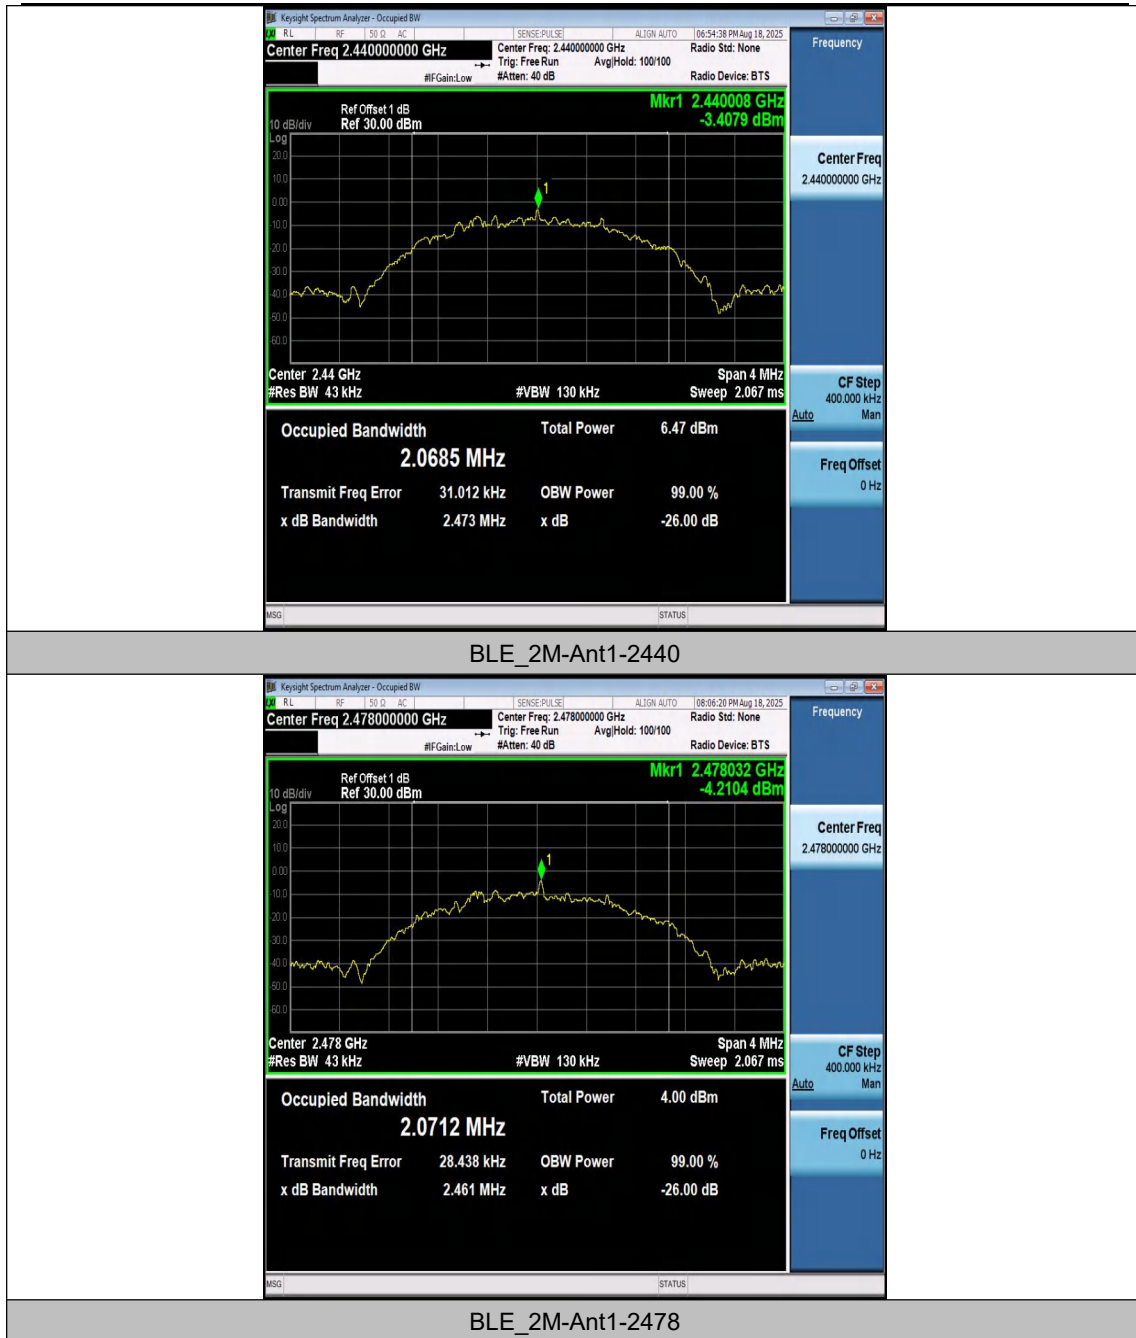 Keysight Spectrum Analyzer - Occupied BW
RL RF 50 Ω AC SENSE:PULSE ALIGN AUTO 06:54:38 PM Aug 18, 2025
Center Freq 2.440000000 GHz Center Freq: 2.440000000 GHz Radio Std: None Frequency
Trig: Free Run Avg|Hold: 100/100
#IFGain:Low #Atten: 40 dB Radio Device: BTS
Mkr1 2.440008 GHz
-3.4079 dBm
Ref Offset 1 dB
10 dB/div Ref 30.00 dBm
Log
20.0
10.0
0.00
-10.0
-20.0
-30.0
-40.0
-50.0
-60.0
1
Center Freq
2.440000000 GHz
Center 2.44 GHz Span 4 MHz
#Res BW 43 kHz #VBW 130 kHz Sweep 2.067 ms
CF Step
400.000 kHz
Auto Man
Occupied Bandwidth Total Power 6.47 dBm
2.0685 MHz
Transmit Freq Error 31.012 kHz OBW Power 99.00 %
x dB Bandwidth 2.473 MHz x dB -26.00 dB
Freq Offset
0 Hz
MSG STATUS
BLE_2M-Ant1-2440
Keysight Spectrum Analyzer - Occupied BW
RL RF 50 Ω AC SENSE:PULSE ALIGN AUTO 08:06:20 PM Aug 18, 2025
Center Freq 2.478000000 GHz Center Freq: 2.478000000 GHz Radio Std: None Frequency
Trig: Free Run Avg|Hold: 100/100
#IFGain:Low #Atten: 40 dB Radio Device: BTS
Mkr1 2.478032 GHz
-4.2104 dBm
Ref Offset 1 dB
10 dB/div Ref 30.00 dBm
Log
20.0
10.0
0.00
-10.0
-20.0
-30.0
-40.0
-50.0
-60.0
1
Center Freq
2.478000000 GHz
Center 2.478 GHz Span 4 MHz
#Res BW 43 kHz #VBW 130 kHz Sweep 2.067 ms
CF Step
400.000 kHz
Auto Man
Occupied Bandwidth Total Power 4.00 dBm
2.0712 MHz
Transmit Freq Error 28.438 kHz OBW Power 99.00 %
x dB Bandwidth 2.461 MHz x dB -26.00 dB
Freq Offset
0 Hz
MSG STATUS
BLE_2M-Ant1-2478